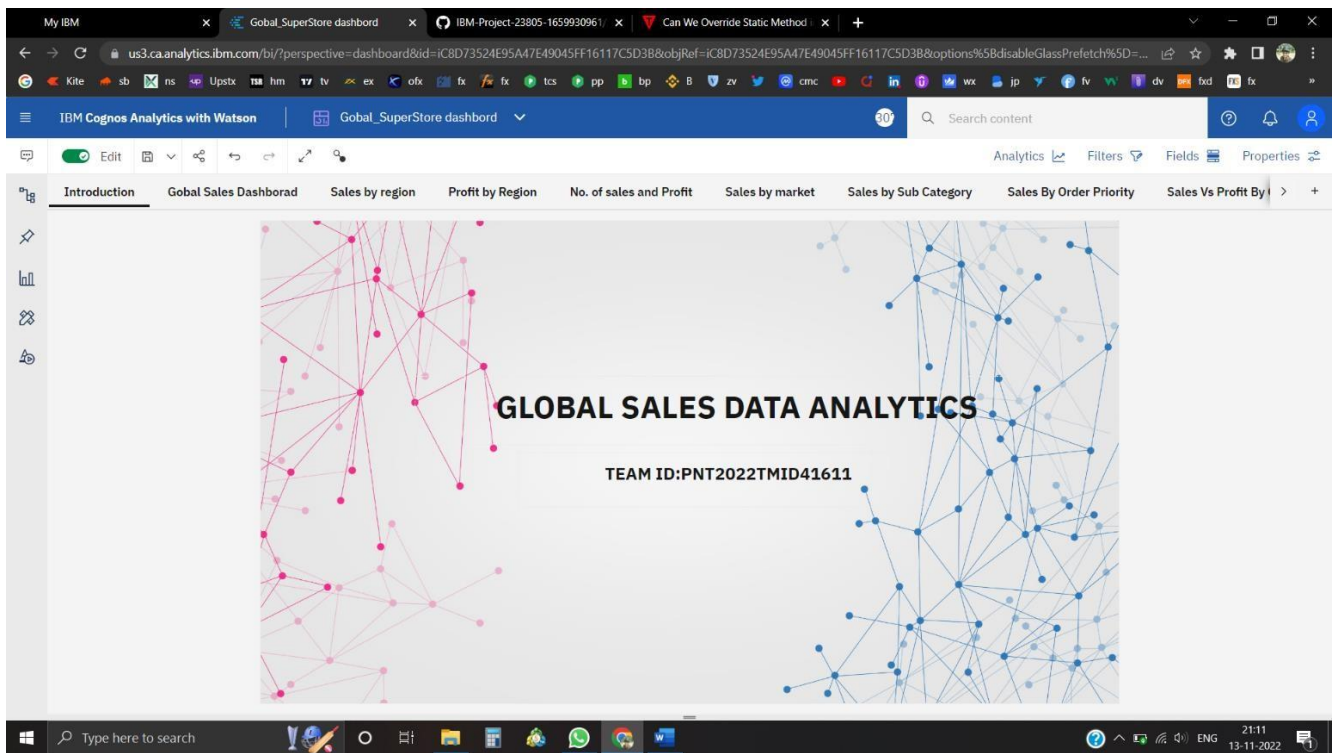 My IBM
Gobal_SuperStore dashbord
IBM-Project-23805-1659930961/
Can We Override Static Method
us3.ca.analytics.ibm.com/bi/?perspective=dashboard&id=iC8D73524E95A47E49045FF16117C5D3B&objRef=iC8D73524E95A47E49045FF16117C5D3B&options%5BdisableGlassPrefetch%5D=...
Kite sb ns Upstx hm tv ex ofx fx fx tcs pp bp B zv cmc wx jp fv dv fxd fx »
IBM Cognos Analytics with Watson
Gobal_SuperStore dashbord
30?
Search content
Edit
Analytics
Filters
Fields
Properties
Introduction
Gobal Sales Dashborad
Sales by region
Profit by Region
No. of sales and Profit
Sales by market
Sales by Sub Category
Sales By Order Priority
Sales Vs Profit By
GLOBAL SALES DATA ANALYTICS
TEAM ID:PNT2022TMID41611
Type here to search
ENG
21:11
13-11-2022